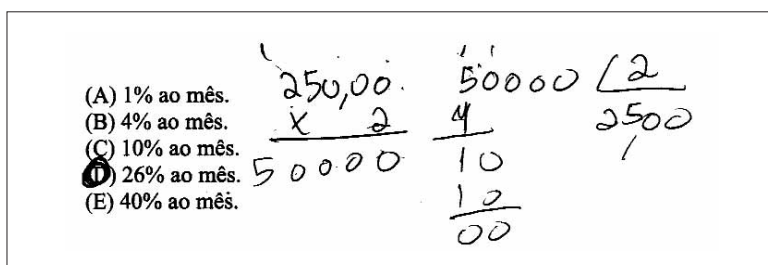 (A) 1% ao mês.
(B) 4% ao mês.
(C) 10% ao mês.
(D) 26% ao mês.
(E) 40% ao mês.
250,00
x 2
50000
50000 2
4 2500
10
10
00